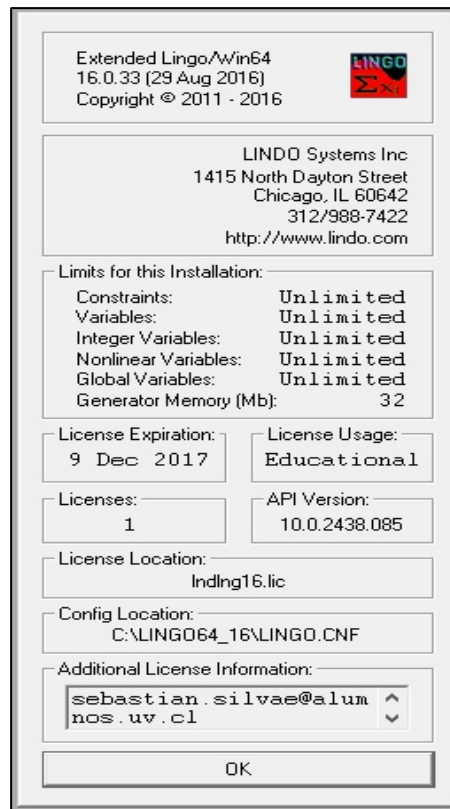 Extended Lingo/Win64
16.0.33 (29 Aug 2016)
Copyright © 2011 - 2016
LINGO
Σxi
LINDO Systems Inc
1415 North Dayton Street
Chicago, IL 60642
312/988-7422
http://www.lindo.com
Limits for this Installation:
Constraints: Unlimited
Variables: Unlimited
Integer Variables: Unlimited
Nonlinear Variables: Unlimited
Global Variables: Unlimited
Generator Memory (Mb): 32
License Expiration:
9 Dec 2017
License Usage:
Educational
Licenses:
1
API Version:
10.0.2438.085
License Location:
lndlng16.lic
Config Location:
C:\LINGO64_16\LINGO.CNF
Additional License Information:
sebastian.silvae@alum
nos.uv.cl
OK